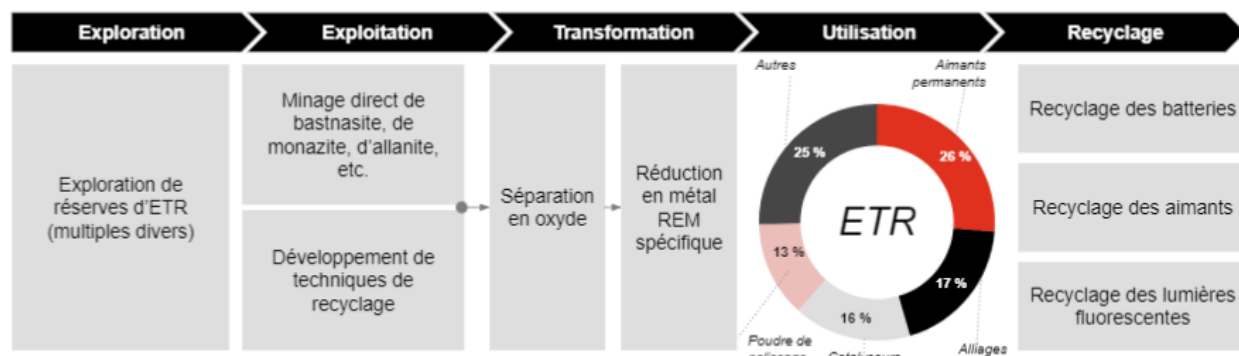 Exploration
Exploitation
Transformation
Utilisation
Recyclage
Exploration de
réserves d'ETR
(multiples divers)
Minage direct de
bastnasite, de
monazite, d'allanite,
etc.
Développement de
techniques de
recyclage
Séparation
en oxyde
Réduction
en métal
REM
spécifique
Autres
Aimants
permanents
25 %
26 %
ETR
13 %
17 %
16 %
Poudre de
Alliages
Recyclage des batteries
Recyclage des aimants
Recyclage des lumières
fluorescentes